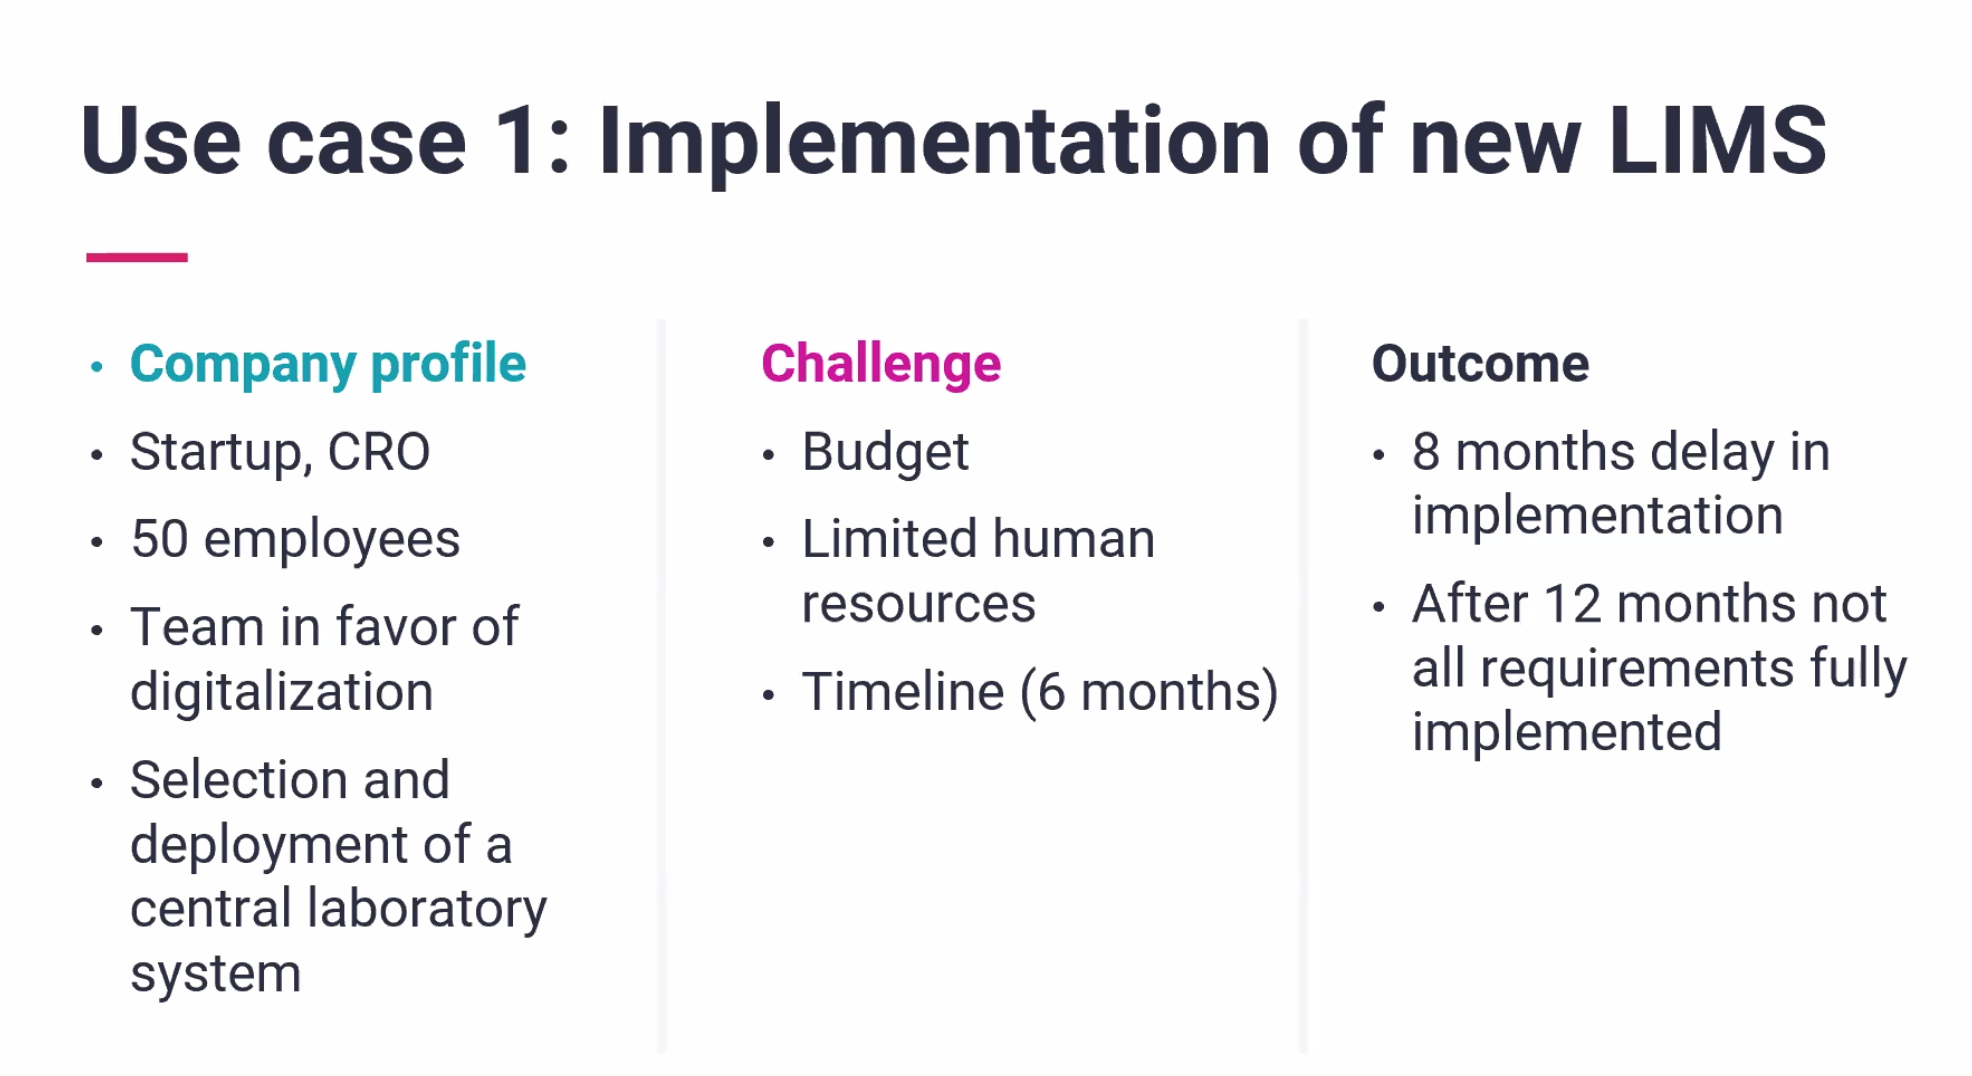 Use case 1: Implementation of new LIMS
• Company profile
• Startup, CRO
• 50 employees
• Team in favor of
digitalization
• Selection and
deployment of a
central laboratory
system
Challenge
• Budget
• Limited human
resources
• Timeline (6 months)
Outcome
• 8 months delay in
implementation
• After 12 months not
all requirements fully
implemented